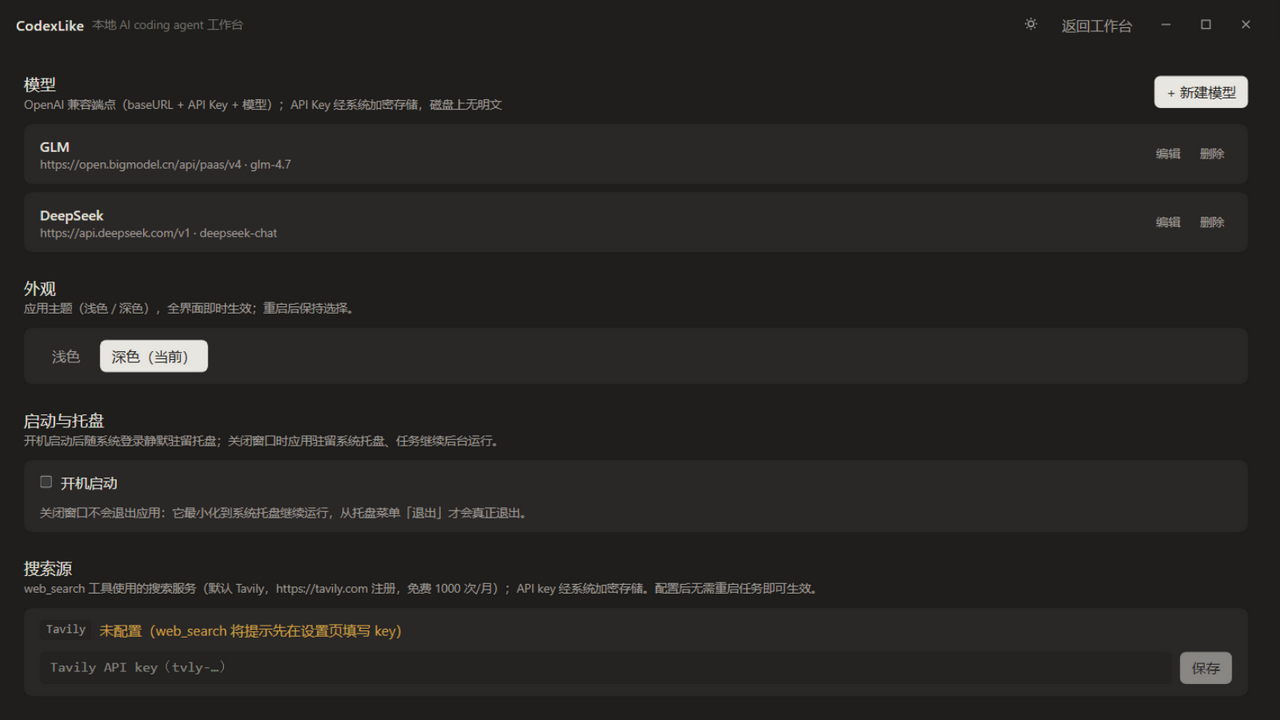 CodexLike 本地 AI coding agent 工作台
返回工作台
模型
OpenAI 兼容端点（baseURL + API Key + 模型）；API Key 经系统加密存储，磁盘上无明文
+ 新建模型
GLM
https://open.bigmodel.cn/api/paas/v4 · glm-4.7
编辑 删除
DeepSeek
https://api.deepseek.com/v1 · deepseek-chat
编辑 删除
外观
应用主题（浅色 / 深色），全界面即时生效；重启后保持选择。
浅色 深色（当前）
启动与托盘
开机启动后随系统登录静默驻留托盘；关闭窗口时应用驻留系统托盘、任务继续后台运行。
开机启动
关闭窗口不会退出应用：它最小化到系统托盘继续运行，从托盘菜单「退出」才会真正退出。
搜索源
web_search 工具使用的搜索服务（默认 Tavily，https://tavily.com 注册，免费 1000 次/月）；API key 经系统加密存储。配置后无需重启任务即可生效。
Tavily 未配置（web_search 将提示先在设置页填写 key）
Tavily API key（tvly-…）
保存